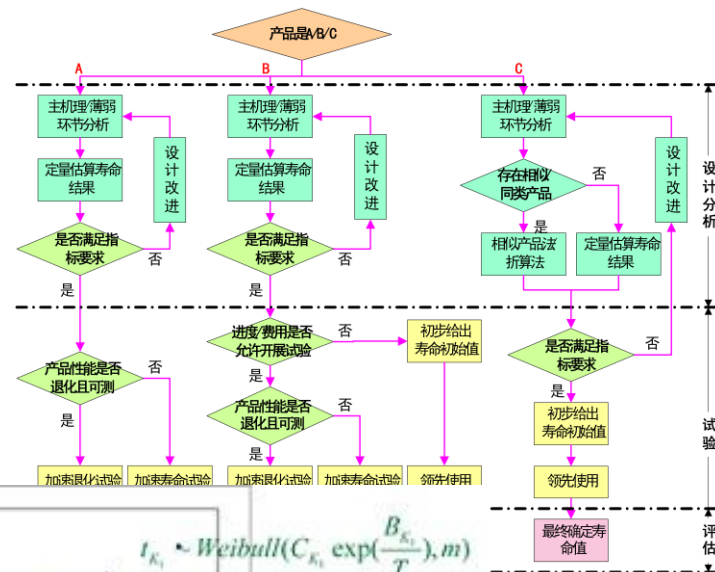 产品是A/B/C
A
B
C
主机理/薄弱
环节分析
定量估算寿命
结果
是否满足指
标要求
设
计
改
进
否
是
产品性能是否
退化且可测
否
是
加速退化试验
加速寿命试验
主机理/薄弱
环节分析
定量估算寿命
结果
是否满足指
标要求
设
计
改
进
否
是
进度/费用是否
允许开展试验
否
是
初步给出
寿命初始值
产品性能是否
退化且可测
否
是
加速退化试验
加速寿命试验
领先使用
主机理/薄弱
环节分析
存在相似/
同类产品
否
是
设
计
改
进
相似产品法/
折算法
定量估算寿命
结果
是否满足指
标要求
否
是
初步给出
寿命初始值
领先使用
最终确定寿
命值
设
计
分
析
试
验
评
估
t_{K_1} ~ Weibull(C_{K_1} exp(B_{K_1}/T), m)